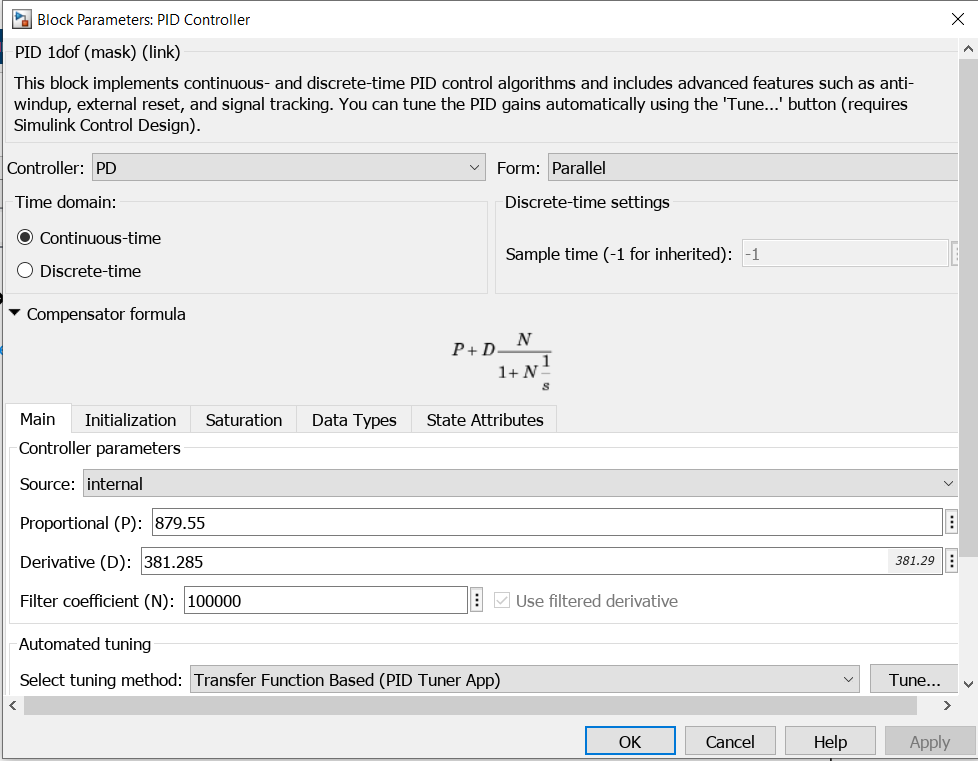 Block Parameters: PID Controller
PID 1dof (mask) (link)
This block implements continuous- and discrete-time PID control algorithms and includes advanced features such as anti-
windup, external reset, and signal tracking. You can tune the PID gains automatically using the 'Tune...' button (requires
Simulink Control Design).
Controller: PD Form: Parallel
Time domain: Discrete-time settings
Continuous-time
Sample time (-1 for inherited): -1
Discrete-time
Compensator formula
P + D N / (1 + N 1/s)
Main Initialization Saturation Data Types State Attributes
Controller parameters
Source: internal
Proportional (P): 879.55
Derivative (D): 381.285 381.29
Filter coefficient (N): 100000 Use filtered derivative
Automated tuning
Select tuning method: Transfer Function Based (PID Tuner App) Tune...
OK Cancel Help Apply